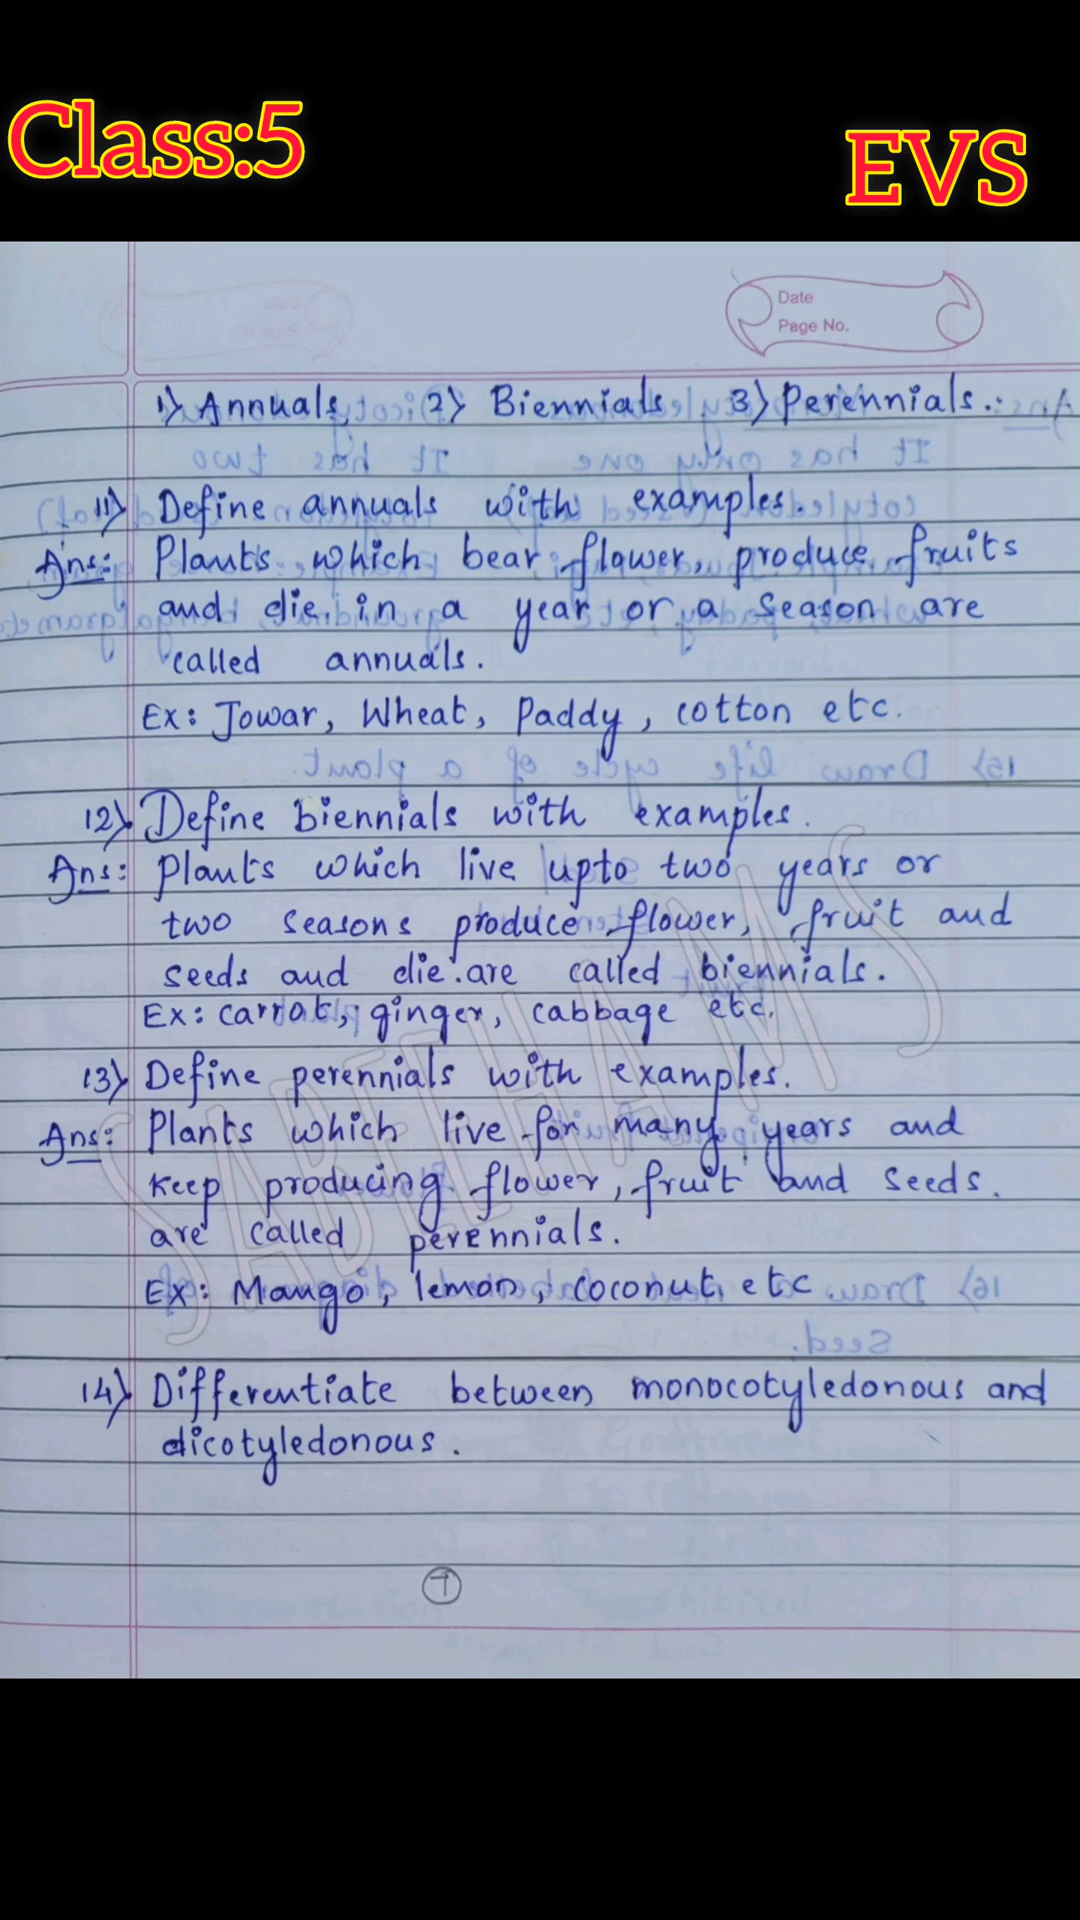 Class:5
EVS
Date
Page No.
1) Annuals, 2) Biennials 3) Perennials.
11) Define annuals with examples.
Ans: Plants which bear flower, produce fruits
and die in a year or a season are
called annuals.
Ex: Jowar, Wheat, Paddy, cotton etc.
12) Define biennials with examples.
Ans: Plants which live upto two years or
two seasons produce flower, fruit and
seeds and die are called biennials.
Ex: carrot, ginger, cabbage etc.
13) Define perennials with examples.
Ans: Plants which live for many years and
keep producing flower, fruit and seeds.
are called perennials.
Ex: Mango, lemon, coconut etc.
14) Differentiate between monocotyledonous and
dicotyledonous.
7
SABEEHA M S